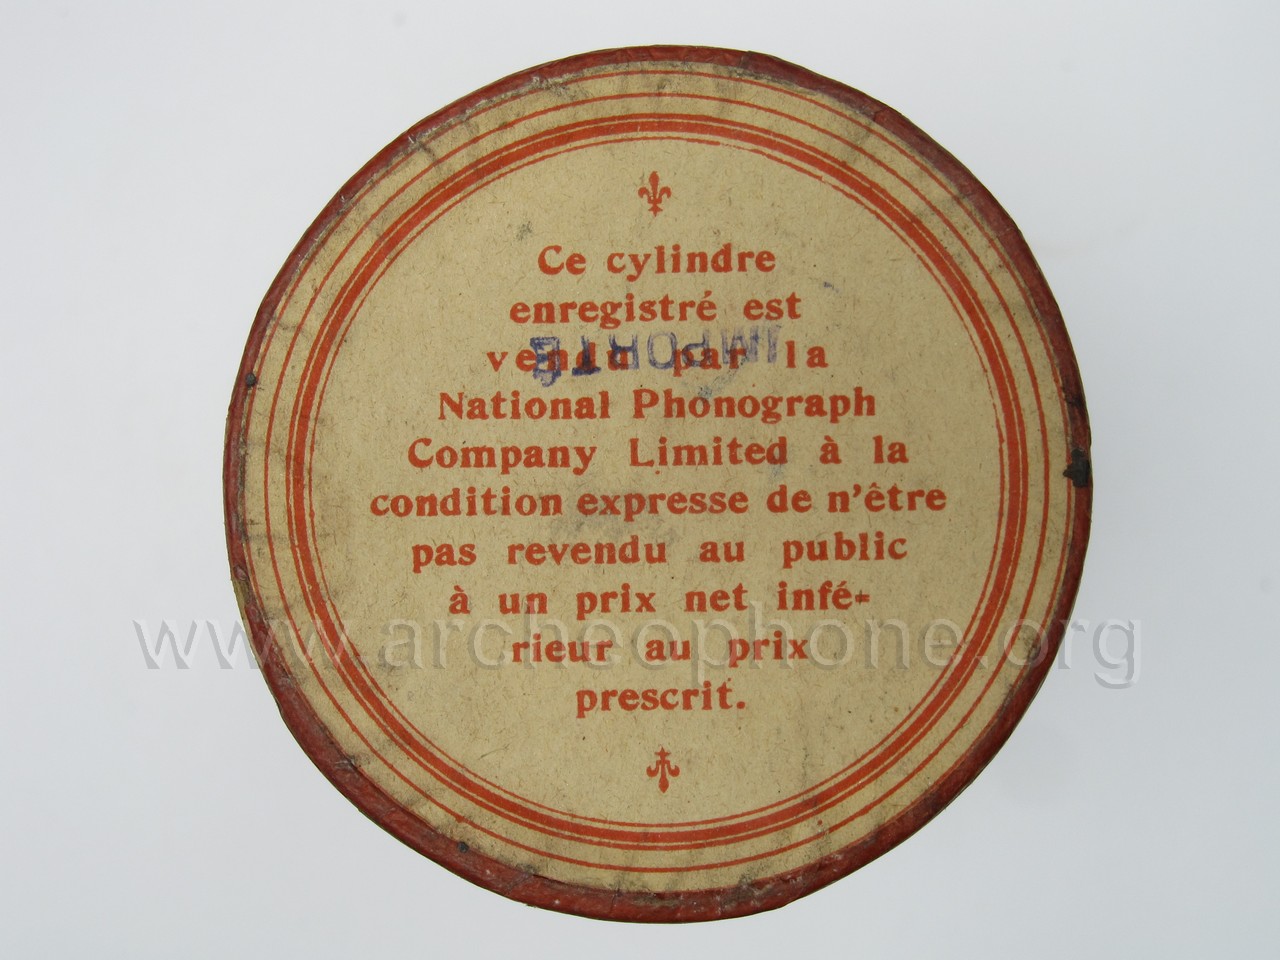 Ce cylindre
enregistré est
vendu par la
IMPORTÉ
National Phonograph
Company Limited à la
condition expresse de n'être
pas revendu au public
à un prix net infé=
rieur au prix
prescrit.
www.archeophone.org